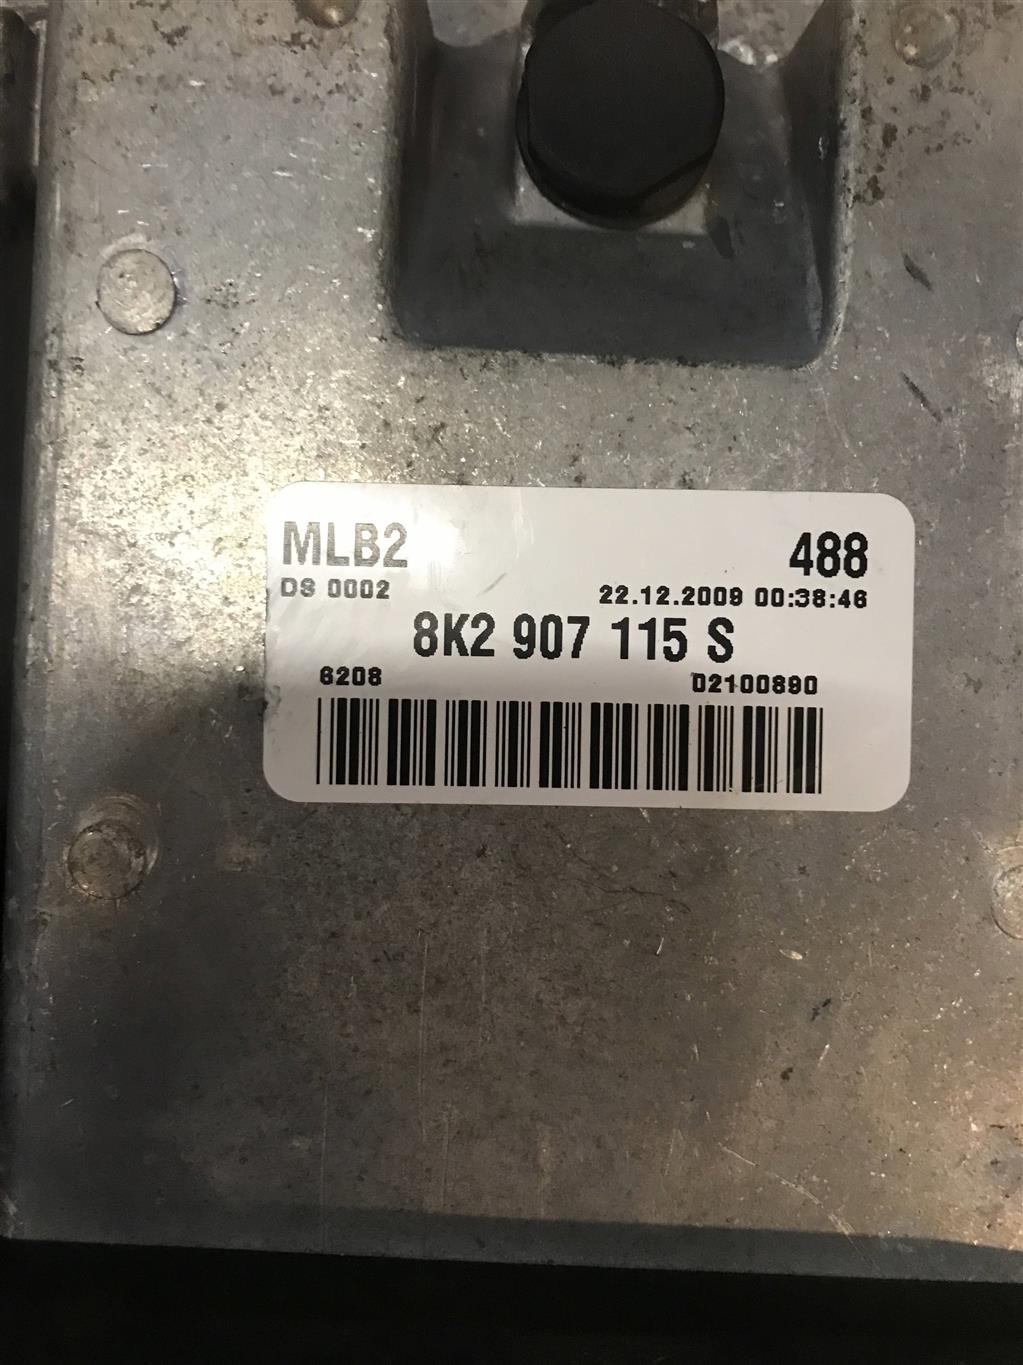 MLB2 488
DS 0002 22.12.2009 00:38:46
8K2 907 115 S
6208 02100890